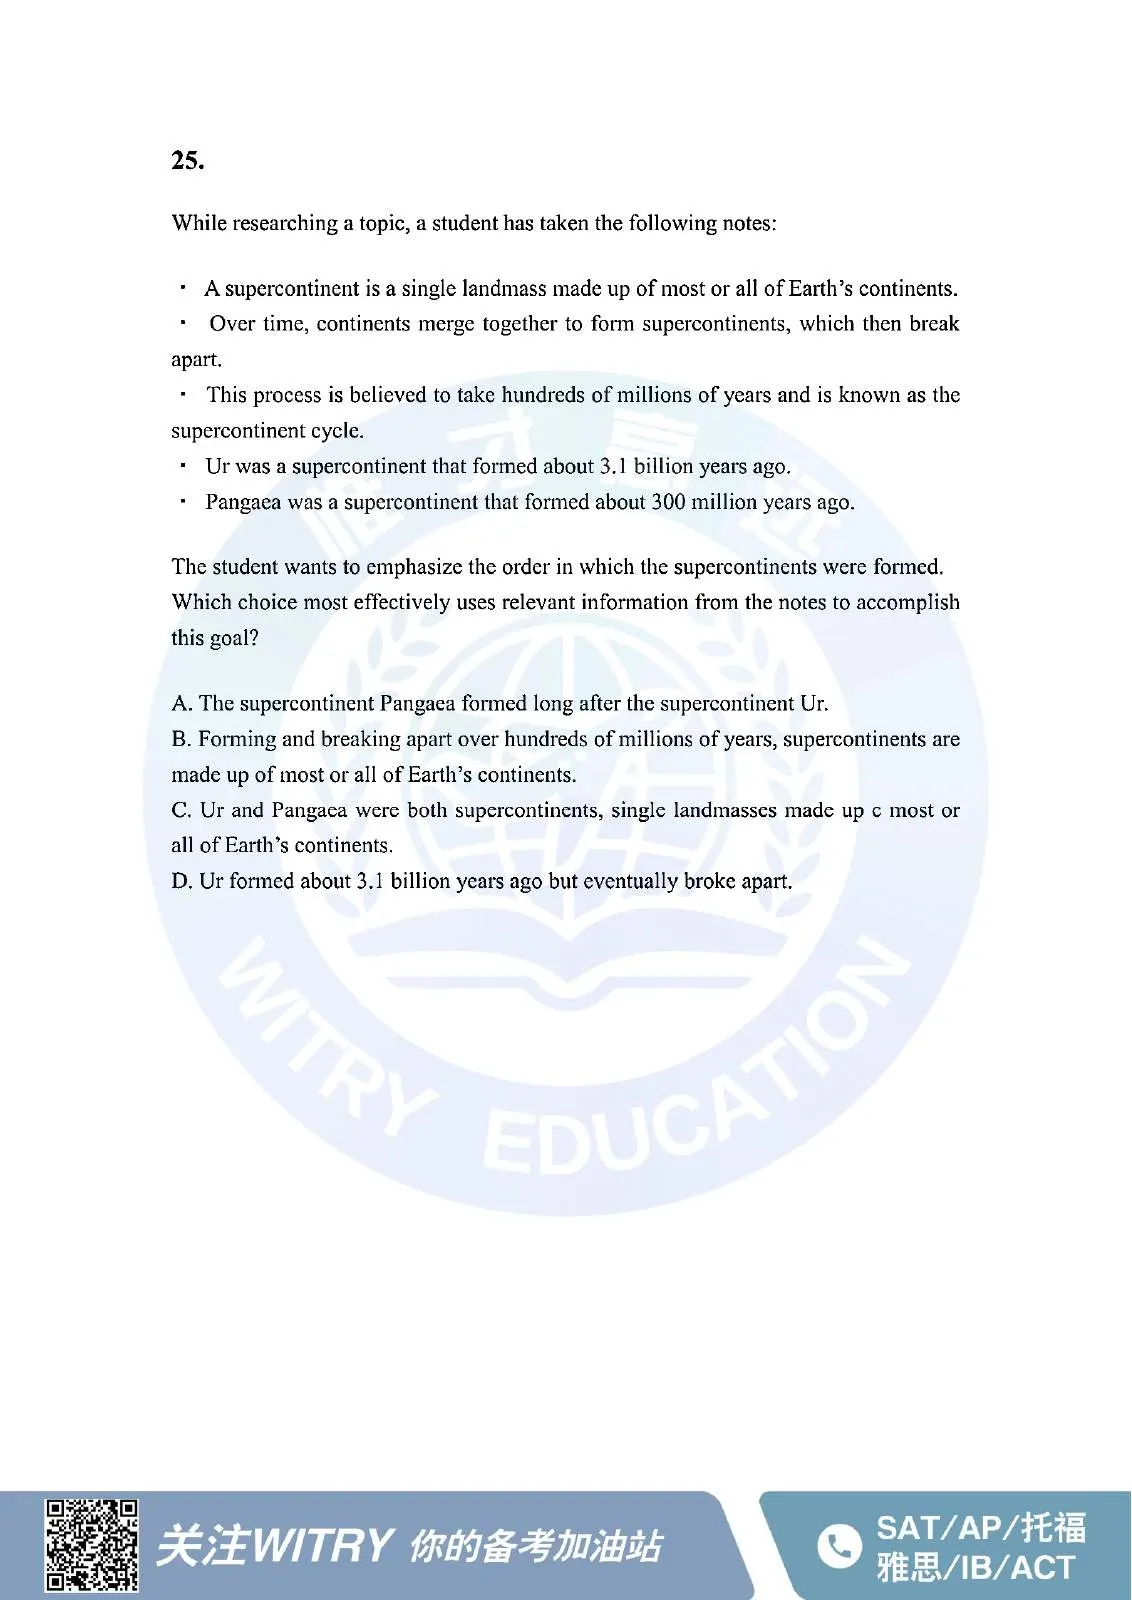 25.
While researching a topic, a student has taken the following notes:
· A supercontinent is a single landmass made up of most or all of Earth's continents.
· Over time, continents merge together to form supercontinents, which then break
apart.
· This process is believed to take hundreds of millions of years and is known as the
supercontinent cycle.
· Ur was a supercontinent that formed about 3.1 billion years ago.
· Pangaea was a supercontinent that formed about 300 million years ago.
The student wants to emphasize the order in which the supercontinents were formed.
Which choice most effectively uses relevant information from the notes to accomplish
this goal?
A. The supercontinent Pangaea formed long after the supercontinent Ur.
B. Forming and breaking apart over hundreds of millions of years, supercontinents are
made up of most or all of Earth's continents.
C. Ur and Pangaea were both supercontinents, single landmasses made up c most or
all of Earth's continents.
D. Ur formed about 3.1 billion years ago but eventually broke apart.
WITRY EDUCATION
关注WITRY 你的备考加油站
SAT/AP/托福
雅思/IB/ACT